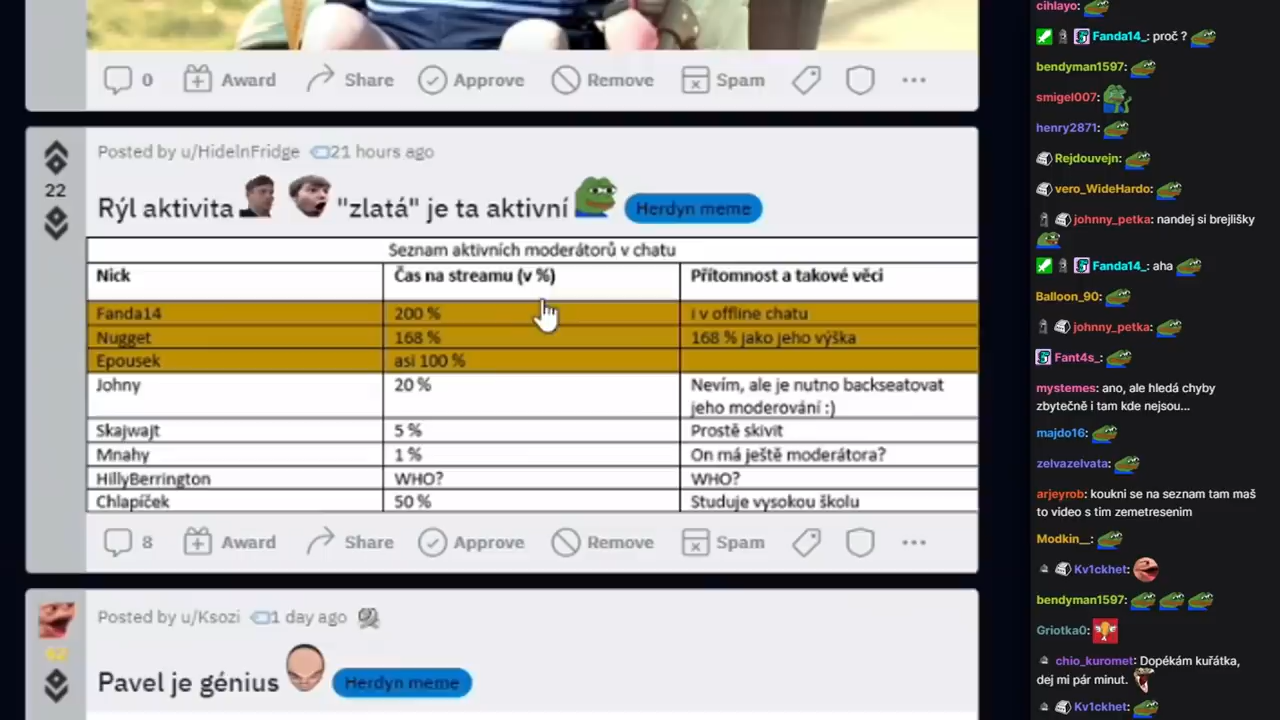 0 Award Share Approve Remove Spam
Posted by u/HideInFridge 21 hours ago
22
Rýl aktivita "zlatá" je ta aktivní Herdyn meme
Seznam aktivních moderátorů v chatu
Nick Čas na streamu (v %) Přítomnost a takové věci
Fanda14 200 % i v offline chatu
Nugget 168 % 168 % jako jeho výška
Epousek asi 100 %
Johny 20 % Nevím, ale je nutno backseatovat
jeho moderování :)
Skajwajt 5 % Prostě skivit
Mnahy 1 % On má ještě moderátora?
HillyBerrington WHO? WHO?
Chlapíček 50 % Studuje vysokou školu
8 Award Share Approve Remove Spam
Posted by u/Ksozi 1 day ago
62
Pavel je génius Herdyn meme
cihlayo:
Fanda14_: proč ?
bendyman1597:
smigel007:
henry2871:
Rejdouvejn:
vero_WideHardo:
johnny_petka: nandej si brejlišky
Fanda14_: aha
Balloon_90:
johnny_petka:
Fant4s_:
mystemes: ano, ale hledá chyby
zbytečně i tam kde nejsou...
majdo16:
zelvazelvata:
arjeyrob: koukni se na seznam tam maš
to video s tim zemetresenim
Modkin__:
Kv1ckhet:
bendyman1597:
Griotka0:
chio_kuromet: Dopékám kuřátka,
dej mi pár minut.
Kv1ckhet: